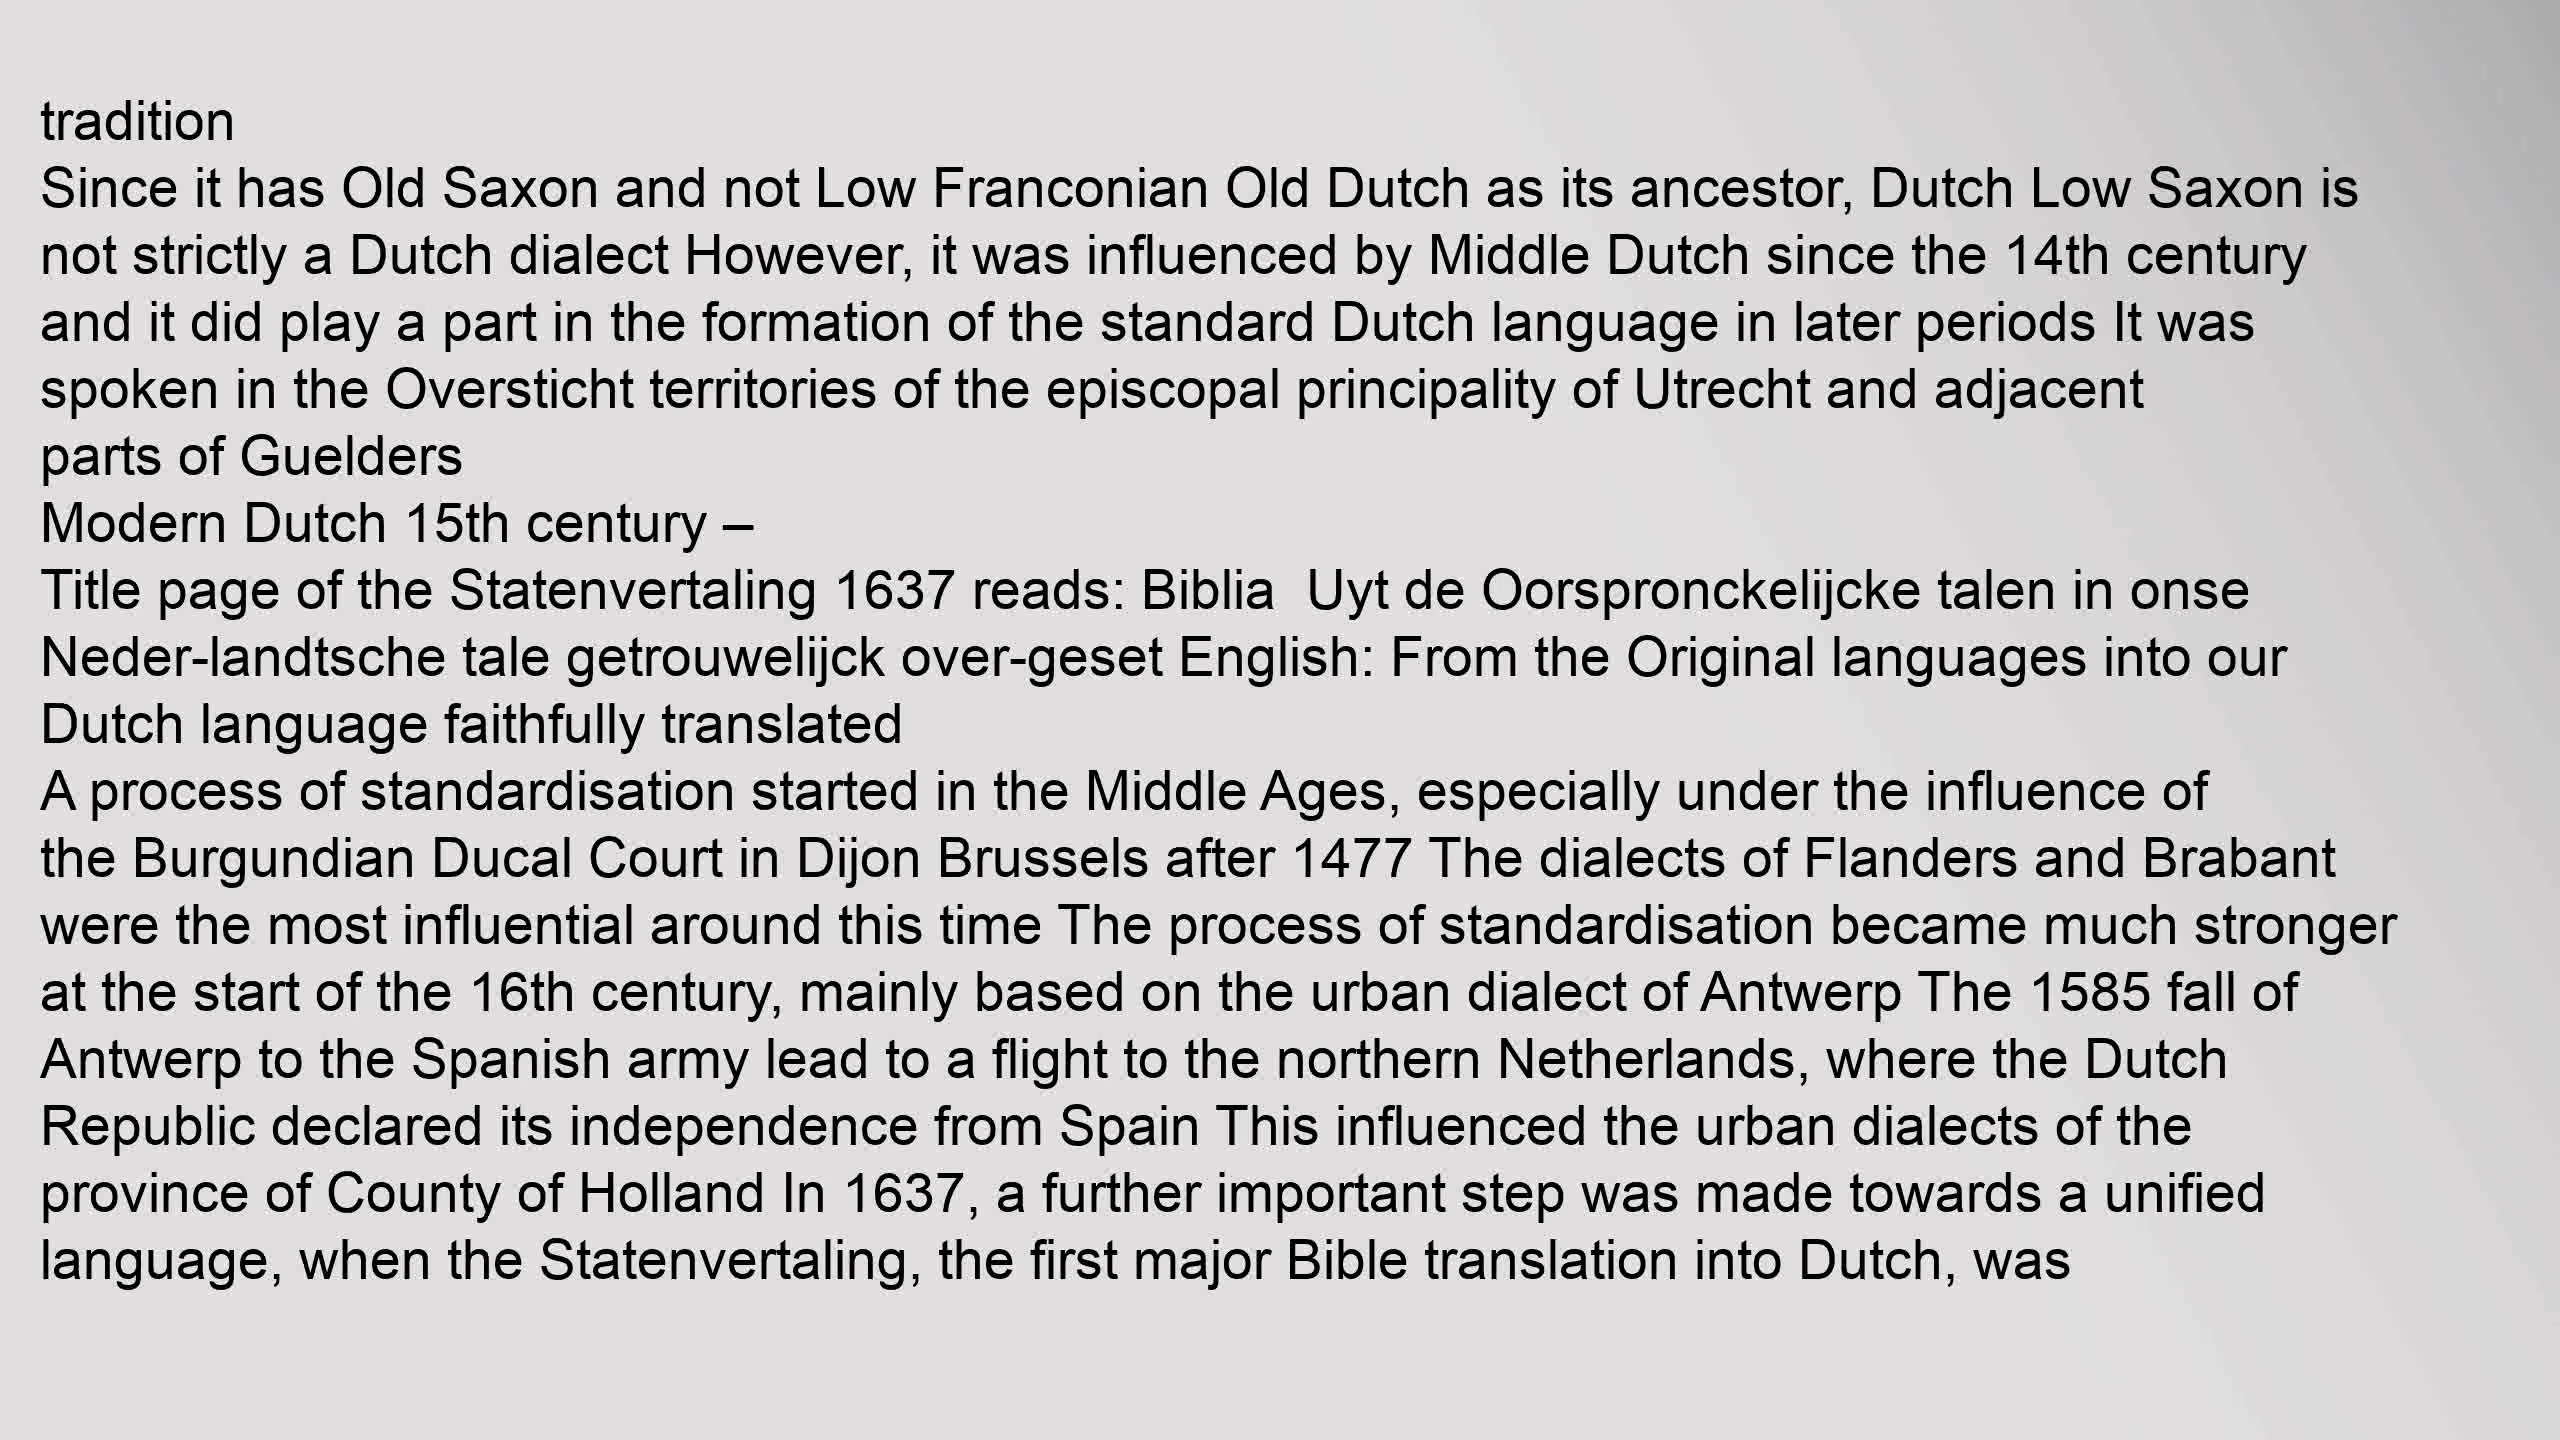 tradition
Since it has Old Saxon and not Low Franconian Old Dutch as its ancestor, Dutch Low Saxon is
not strictly a Dutch dialect However, it was influenced by Middle Dutch since the 14th century
and it did play a part in the formation of the standard Dutch language in later periods It was
spoken in the Oversticht territories of the episcopal principality of Utrecht and adjacent
parts of Guelders
Modern Dutch 15th century –
Title page of the Statenvertaling 1637 reads: Biblia  Uyt de Oorspronckelijcke talen in onse
Neder-landtsche tale getrouwelijck over-geset English: From the Original languages into our
Dutch language faithfully translated
A process of standardisation started in the Middle Ages, especially under the influence of
the Burgundian Ducal Court in Dijon Brussels after 1477 The dialects of Flanders and Brabant
were the most influential around this time The process of standardisation became much stronger
at the start of the 16th century, mainly based on the urban dialect of Antwerp The 1585 fall of
Antwerp to the Spanish army lead to a flight to the northern Netherlands, where the Dutch
Republic declared its independence from Spain This influenced the urban dialects of the
province of County of Holland In 1637, a further important step was made towards a unified
language, when the Statenvertaling, the first major Bible translation into Dutch, was